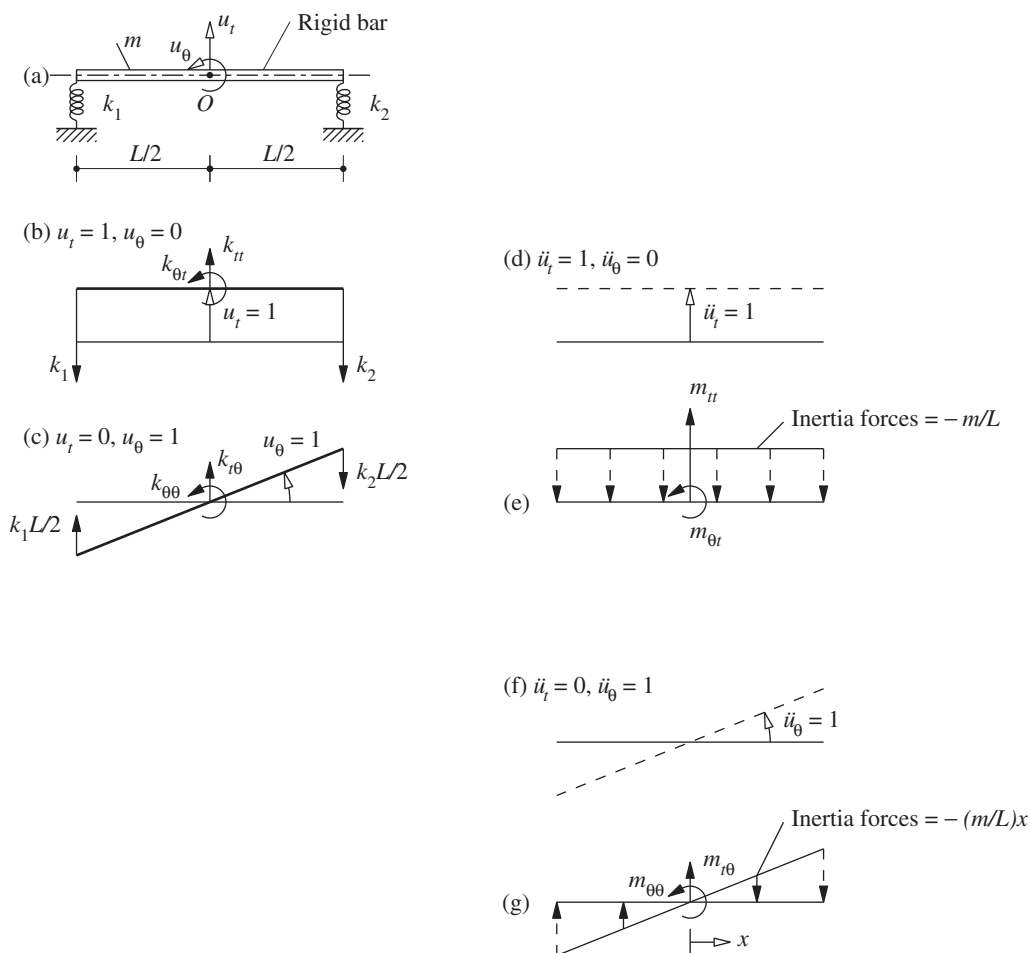 u_t
Rigid bar
m
u_θ
(a)
O
k_1
k_2
L/2
L/2
(b) u_t = 1, u_θ = 0
k_tt
k_θt
u_t = 1
k_1
k_2
(c) u_t = 0, u_θ = 1
u_θ = 1
k_tθ
k_θθ
k_2L/2
k_1L/2
(d) ü_t = 1, ü_θ = 0
ü_t = 1
m_tt
Inertia forces = – m/L
(e)
m_θt
(f) ü_t = 0, ü_θ = 1
ü_θ = 1
Inertia forces = – (m/L)x
m_tθ
m_θθ
(g)
x